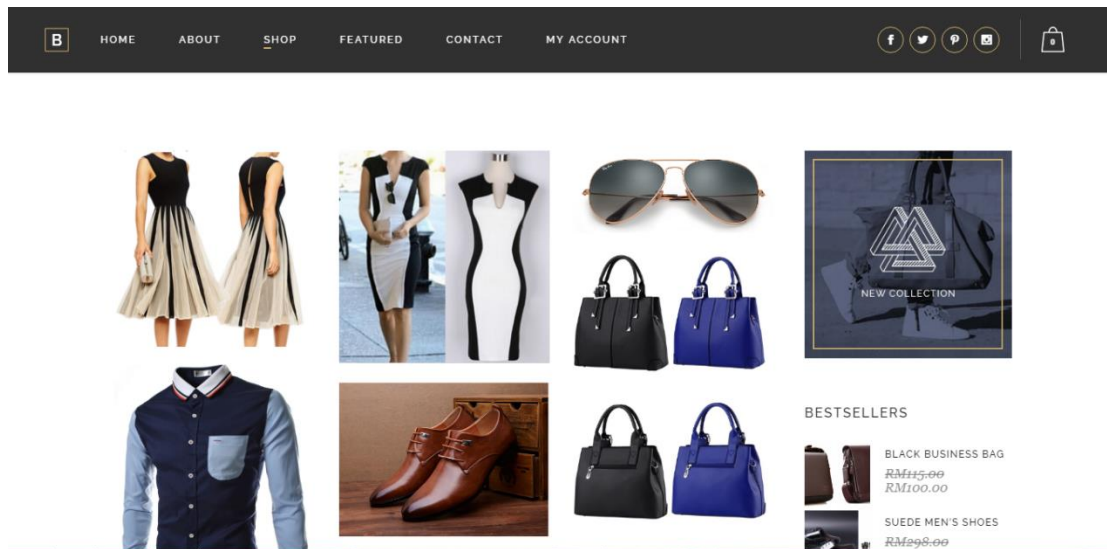 B HOME ABOUT SHOP FEATURED CONTACT MY ACCOUNT 0
NEW COLLECTION
BESTSELLERS
BLACK BUSINESS BAG
RM115.00
RM100.00
SUEDE MEN'S SHOES
RM298.00